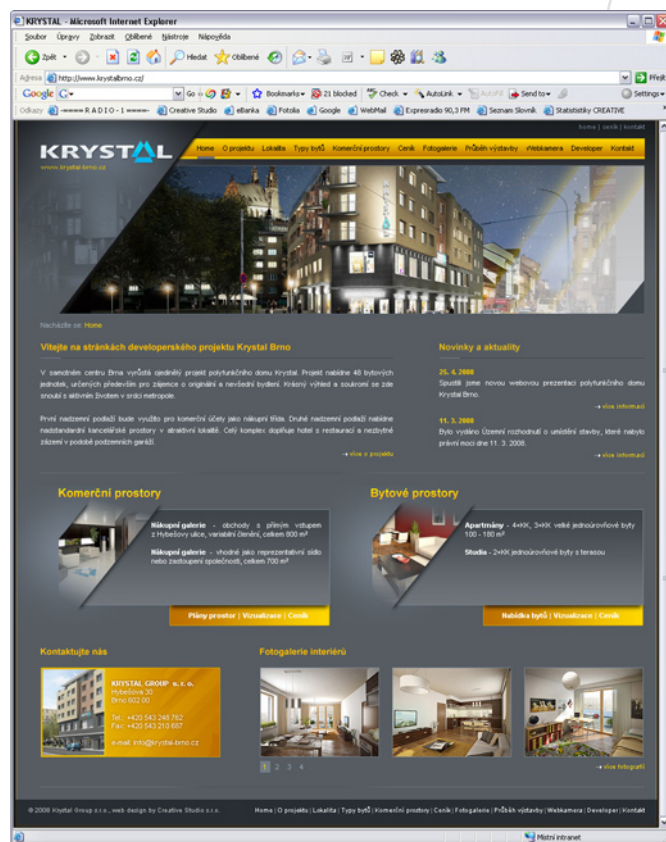 KRYSTAL - Microsoft Internet Explorer
Soubor Úpravy Zobrazit Oblíbené Nástroje Nápověda
Zpět Hledat Oblíbené
Adresa http://www.krystalbrno.cz/ Přejít
Google G Go Bookmarks 21 blocked Check AutoLink AutoFill Send to Settings
Odkazy -==== R A D I O - 1 ====- Creative Studio eBanka Fotolia Google WebMail Expresradio 90,3 FM Seznam Slovník Statististiky CREATIVE
home | ceník | kontakt
KRYSTAL
www.krystal-brno.cz
Home O projektu Lokalita Typy bytů Komerční prostory Ceník Fotogalerie Průběh výstavby Webkamera Developer Kontakt
Nacházíte se: Home
Vítejte na stránkách developerského projektu Krystal Brno
V samotném centru Brna vyrůstá ojedinělý projekt polyfunkčního domu Krystal. Projekt nabídne 48 bytových
jednotek, určených především pro zájemce o originální a nevšední bydlení. Krásný výhled a soukromí se zde
snoubí s aktivním životem v srdci metropole.
První nadzemní podlaží bude využito pro komerční účely jako nákupní třída. Druhé nadzemní podlaží nabídne
nadstandardní kancelářské prostory v atraktivní lokalitě. Celý komplex doplňuje hotel s restaurací a nezbytné
zázemí v podobě podzemních garáží.
více o projektu
Novinky a aktuality
25. 4. 2008
Spustili jsme novou webovou prezentaci polyfunkčního domu
Krystal Brno.
více informací
11. 3. 2008
Bylo vydáno Územní rozhodnutí o umístění stavby, které nabylo
právní moci dne 11. 3. 2008.
více informací
Komerční prostory
Nákupní galerie - obchody s přímým vstupem
z Hybešovy ulice, variabilní členění, celkem 800 m²
Nákupní galerie - vhodné jako reprezentativní sídlo
nebo zastoupení společnosti, celkem 700 m²
Plány prostor | Vizualizace | Ceník
Bytové prostory
Apartmány - 4+KK, 3+KK velké jednoúrovňové byty
100 - 180 m²
Studia - 2+KK jednoúrovňové byty s terasou
Nabídka bytů | Vizualizace | Ceník
Kontaktujte nás
KRYSTAL GROUP s.r.o.
Hybešova 30
Brno 602 00
Tel.: +420 543 248 762
Fax: +420 543 210 687
e-mail: info@krystal-brno.cz
Fotogalerie interiérů
1 2 3 4
více fotografií
© 2008 Krystal Group s.r.o., web design by Creative Studio s.r.o.
Home | O projektu | Lokalita | Typy bytů | Komerční prostory | Ceník | Fotogalerie | Průběh výstavby | Webkamera | Developer | Kontakt
Místní intranet